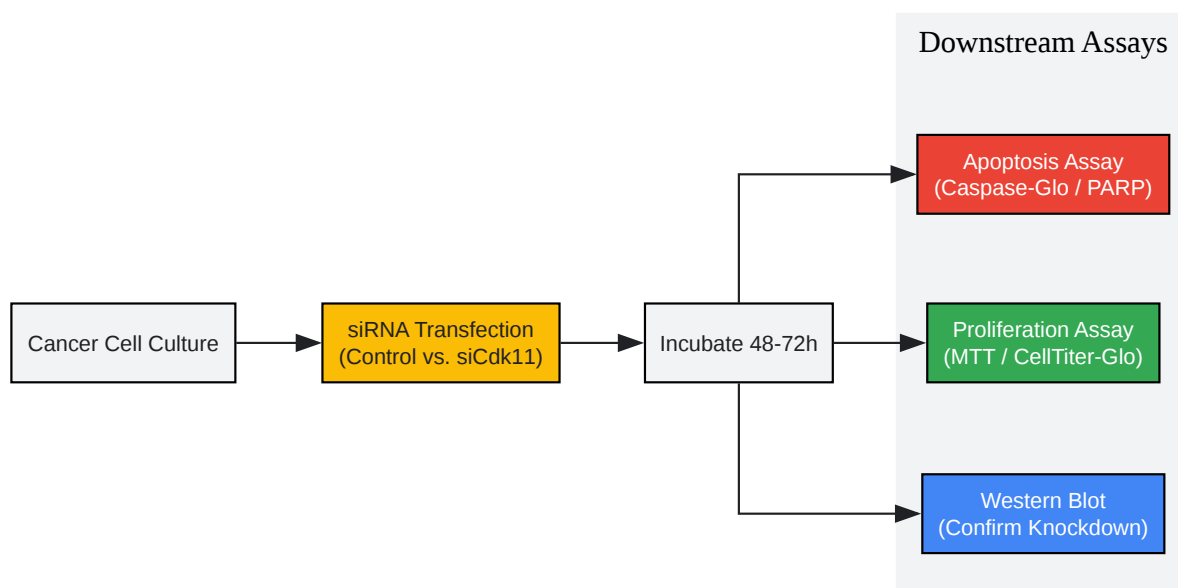 Downstream Assays
Apoptosis Assay
(Caspase-Glo / PARP)
Cancer Cell Culture
siRNA Transfection
(Control vs. siCdk11)
Incubate 48-72h
Proliferation Assay
(MTT / CellTiter-Glo)
Western Blot
(Confirm Knockdown)